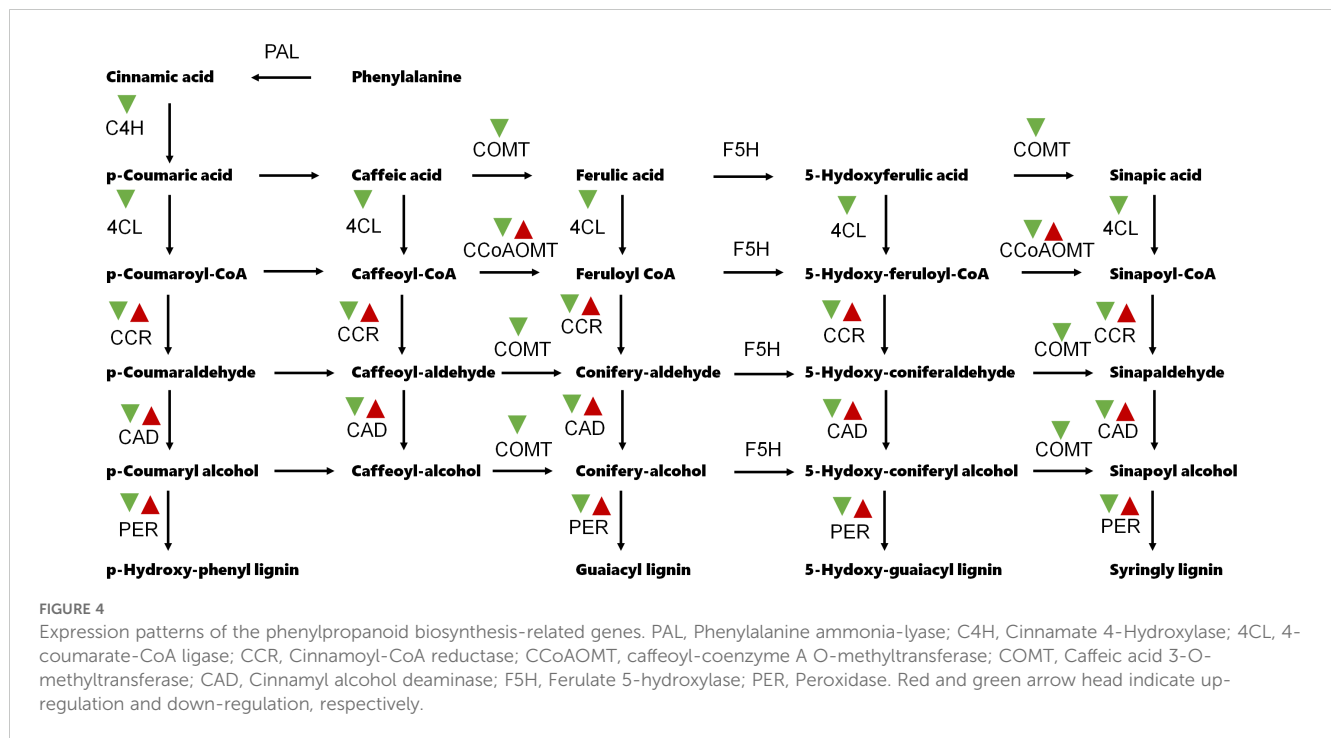 PAL
Cinnamic acid Phenylalanine
C4H COMT F5H COMT
p-Coumaric acid Caffeic acid Ferulic acid 5-Hydoxyferulic acid Sinapic acid
4CL 4CL CCoAOMT 4CL F5H 4CL CCoAOMT 4CL
p-Coumaroyl-CoA Caffeoyl-CoA Feruloyl CoA 5-Hydoxy-feruloyl-CoA Sinapoyl-CoA
CCR CCR COMT CCR F5H CCR COMT CCR
p-Coumaraldehyde Caffeoyl-aldehyde Conifery-aldehyde 5-Hydoxy-coniferaldehyde Sinapaldehyde
CAD CAD COMT CAD F5H CAD COMT CAD
p-Coumaryl alcohol Caffeoyl-alcohol Conifery-alcohol 5-Hydoxy-coniferyl alcohol Sinapoyl alcohol
PER PER PER PER
p-Hydroxy-phenyl lignin Guaiacyl lignin 5-Hydoxy-guaiacyl lignin Syringly lignin
FIGURE 4
Expression patterns of the phenylpropanoid biosynthesis-related genes. PAL, Phenylalanine ammonia-lyase; C4H, Cinnamate 4-Hydroxylase; 4CL, 4-
coumarate-CoA ligase; CCR, Cinnamoyl-CoA reductase; CCoAOMT, caffeoyl-coenzyme A O-methyltransferase; COMT, Caffeic acid 3-O-
methyltransferase; CAD, Cinnamyl alcohol deaminase; F5H, Ferulate 5-hydroxylase; PER, Peroxidase. Red and green arrow head indicate up-
regulation and down-regulation, respectively.